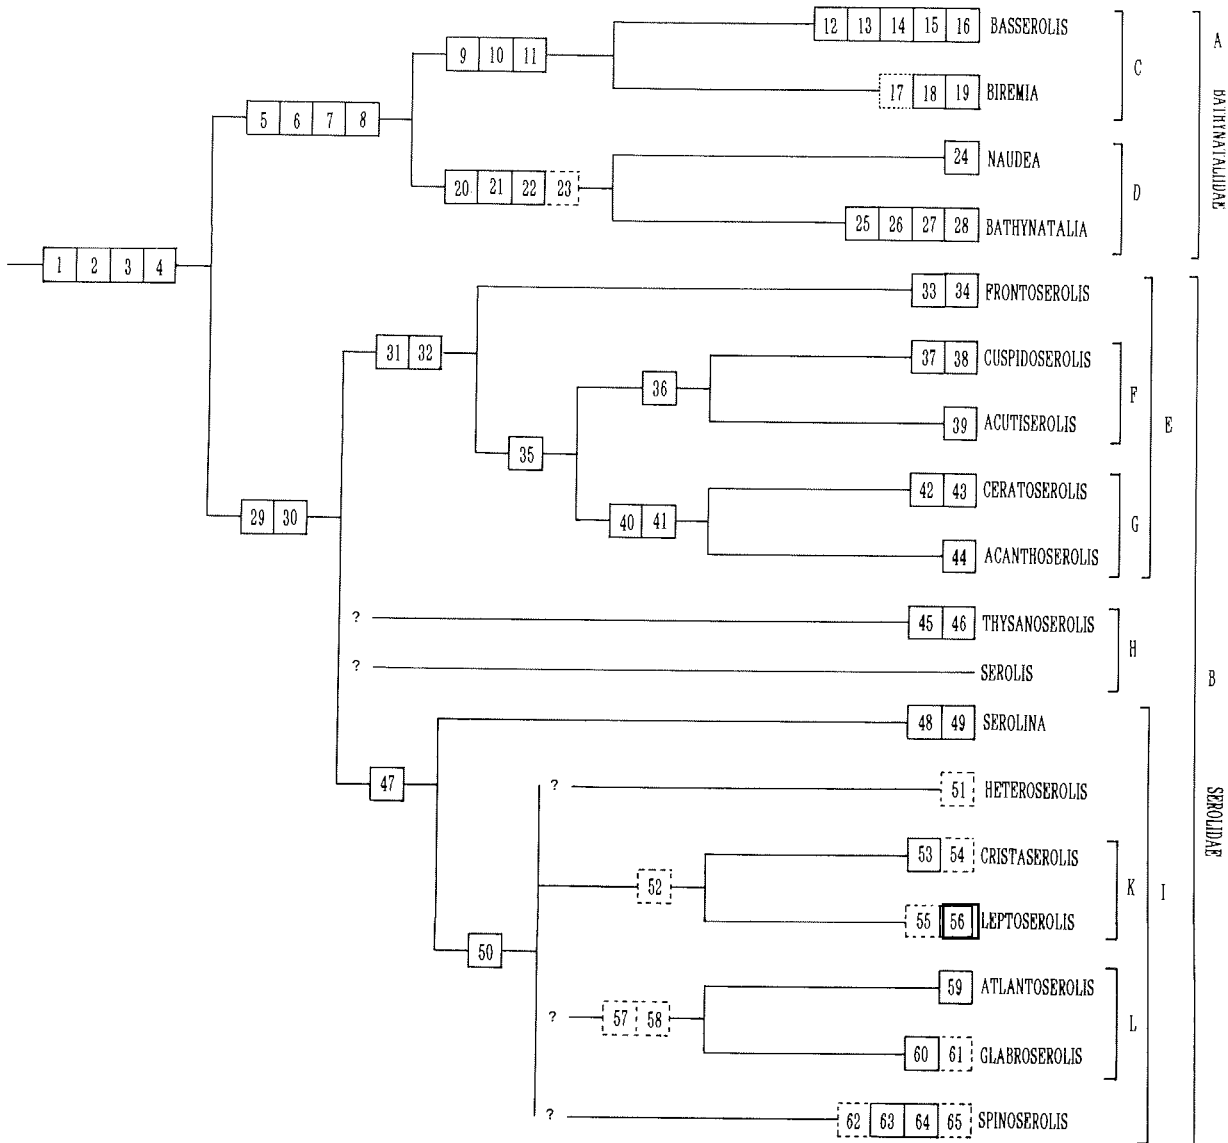 12 13 14 15 16 BASSEROLIS
A
9 10 11
C
17 18 19 BIREMIA
5 6 7 8
BATHYNATALIIDAE
24 NAUDEA
20 21 22 23
D
25 26 27 28 BATHYNATALIA
1 2 3 4
33 34 FRONTOSEROLIS
31 32
37 38 CUSPIDOSEROLIS
36
F
39 ACUTISEROLIS
E
35
42 43 CERATOSEROLIS
29 30
40 41
G
44 ACANTHOSEROLIS
? 45 46 THYSANOSEROLIS
H
? SEROLIS
B
48 49 SEROLINA
47
? 51 HETEROSEROLIS
SEROLIDAE
53 54 CRISTASEROLIS
52
K
I
55 56 LEPTOSEROLIS
50
59 ATLANTOSEROLIS
? 57 58
L
60 61 GLABROSEROLIS
? 62 63 64 65 SPINOSEROLIS